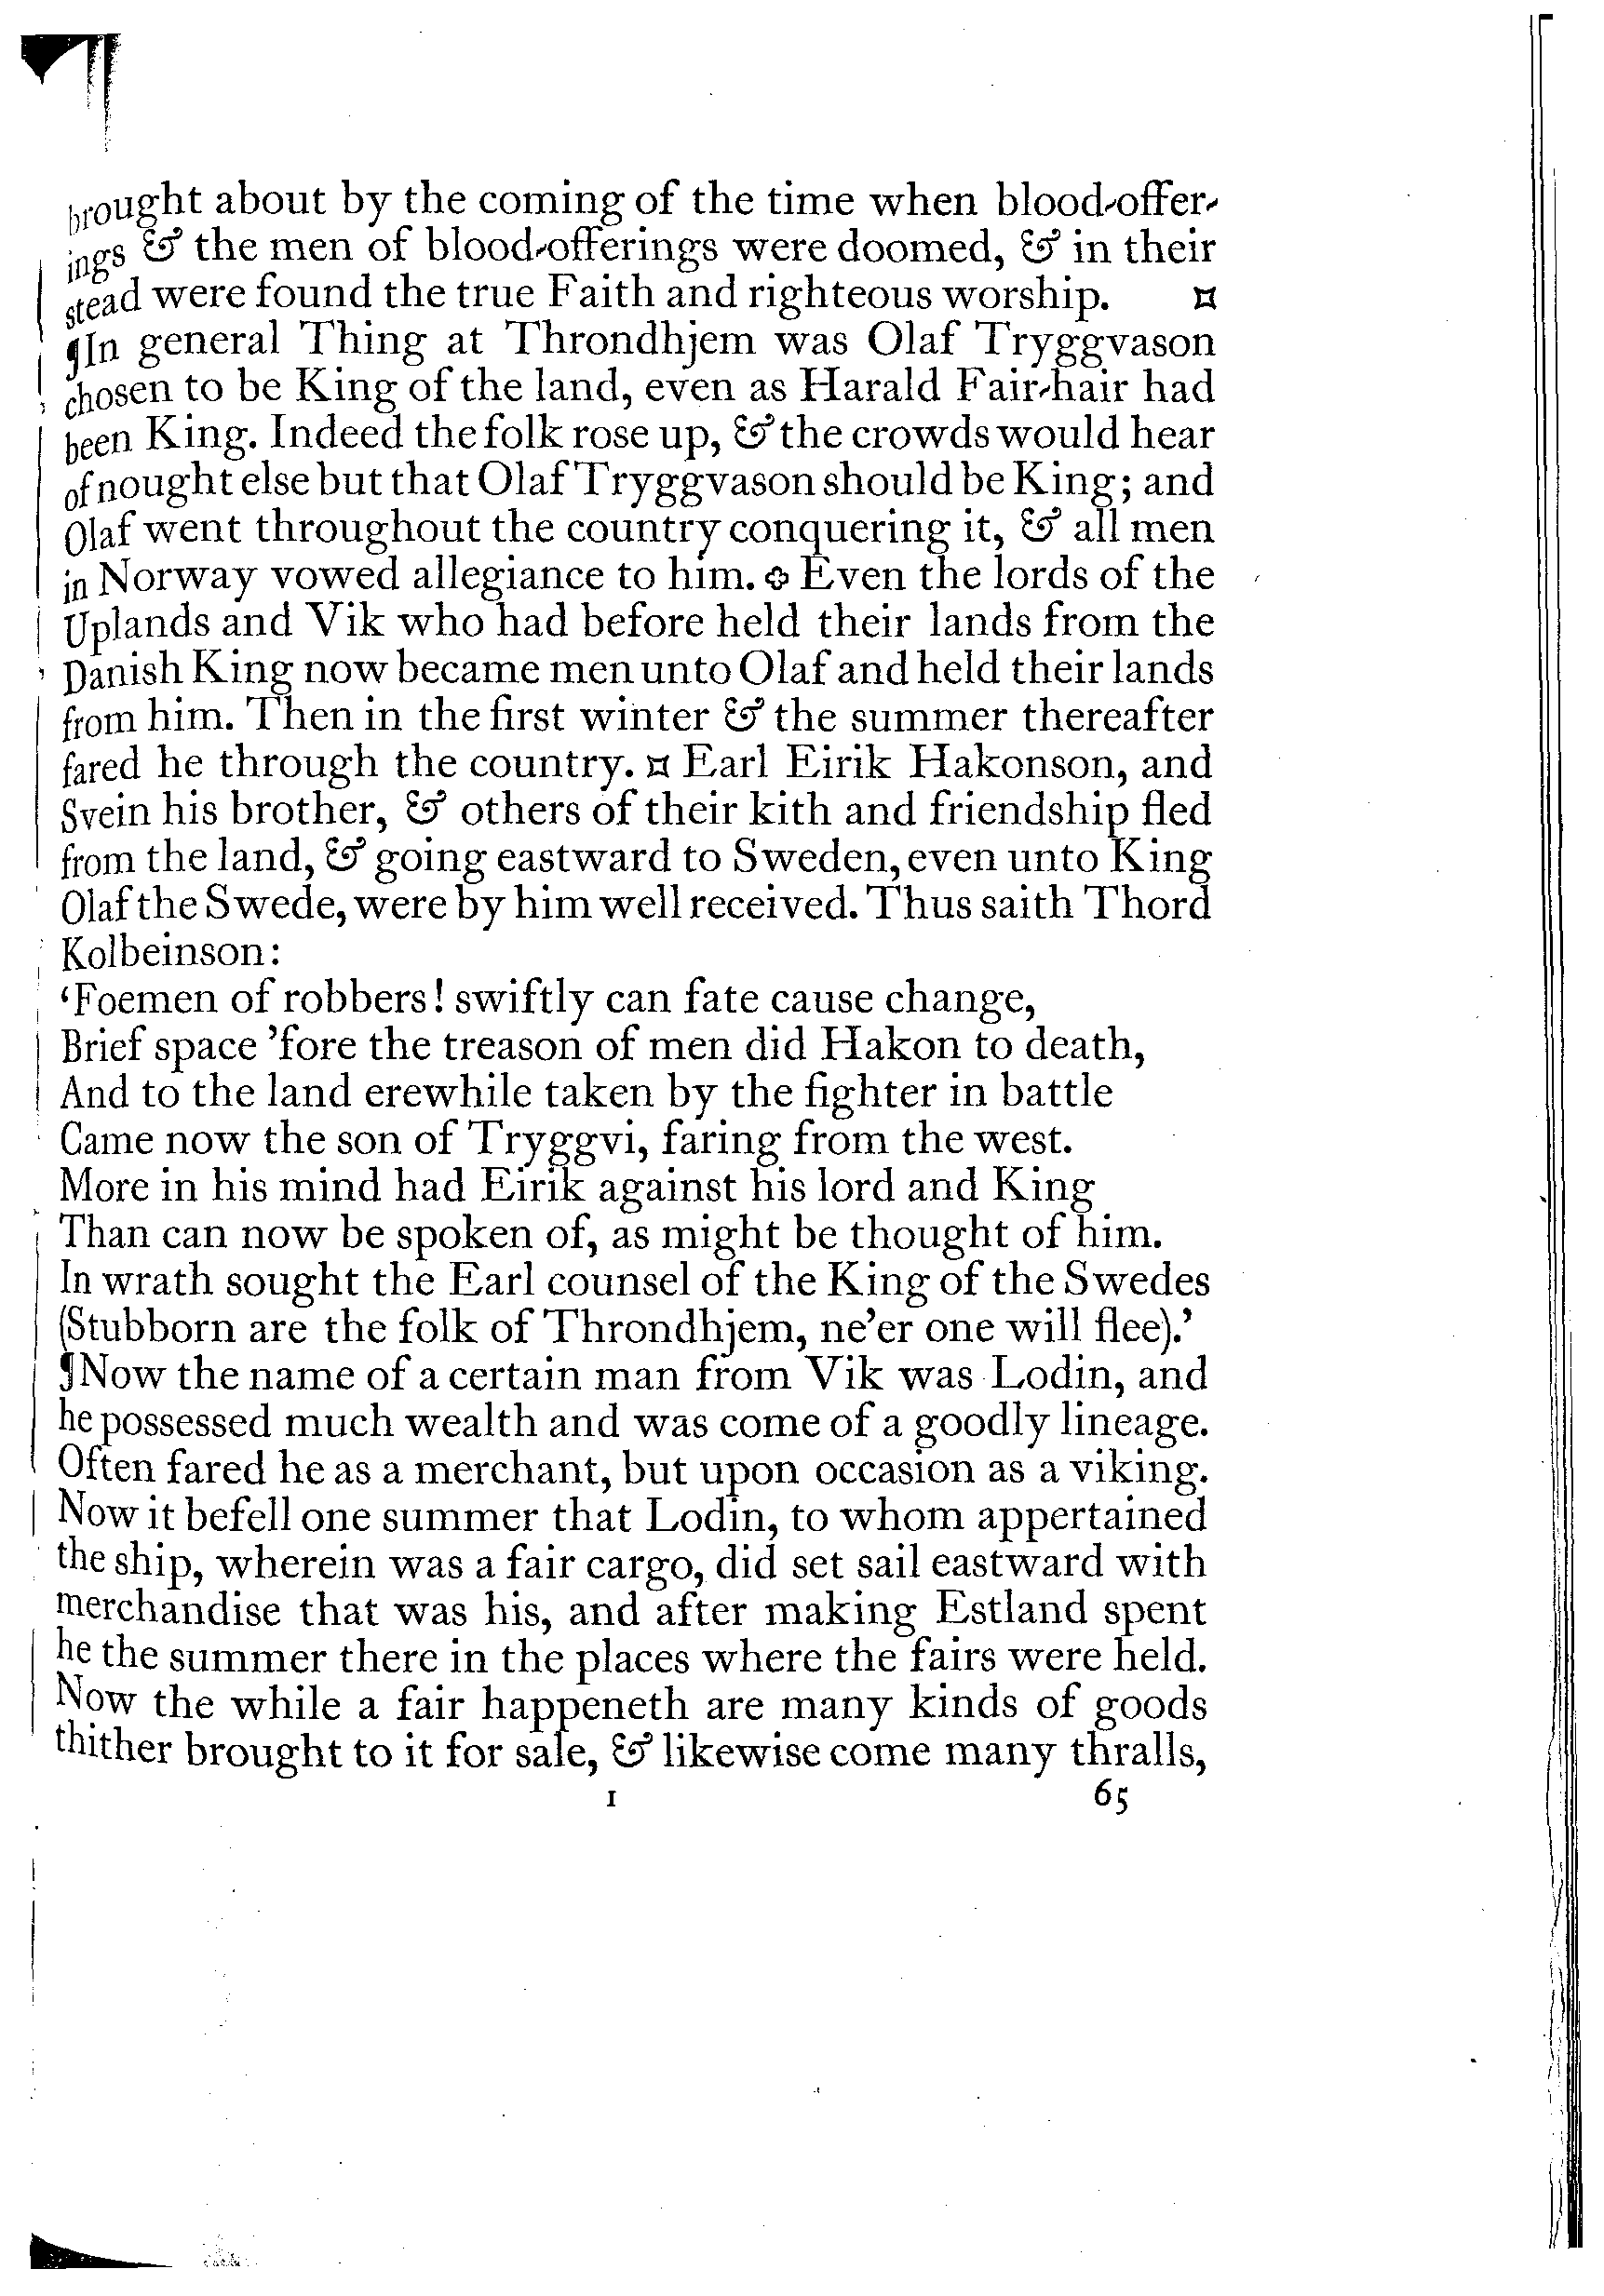 brought about by the coming of the time when blood-offer-
ings & the men of blood-offerings were doomed, & in their
stead were found the true Faith and righteous worship. ¤
¶In general Thing at Throndhjem was Olaf Tryggvason
chosen to be King of the land, even as Harald Fair-hair had
been King. Indeed the folk rose up, & the crowds would hear
of nought else but that Olaf Tryggvason should be King; and
Olaf went throughout the country conquering it, & all men
in Norway vowed allegiance to him. ✧ Even the lords of the
Uplands and Vik who had before held their lands from the
Danish King now became men unto Olaf and held their lands
from him. Then in the first winter & the summer thereafter
fared he through the country. ¤ Earl Eirik Hakonson, and
Svein his brother, & others of their kith and friendship fled
from the land, & going eastward to Sweden, even unto King
Olaf the Swede, were by him well received. Thus saith Thord
Kolbeinson:
‘Foemen of robbers! swiftly can fate cause change,
Brief space ’fore the treason of men did Hakon to death,
And to the land erewhile taken by the fighter in battle
Came now the son of Tryggvi, faring from the west.
More in his mind had Eirik against his lord and King
Than can now be spoken of, as might be thought of him.
In wrath sought the Earl counsel of the King of the Swedes
(Stubborn are the folk of Throndhjem, ne’er one will flee).’
¶Now the name of a certain man from Vik was Lodin, and
he possessed much wealth and was come of a goodly lineage.
Often fared he as a merchant, but upon occasion as a viking.
Now it befell one summer that Lodin, to whom appertained
the ship, wherein was a fair cargo, did set sail eastward with
merchandise that was his, and after making Estland spent
he the summer there in the places where the fairs were held.
Now the while a fair happeneth are many kinds of goods
thither brought to it for sale, & likewise come many thralls,
I 65